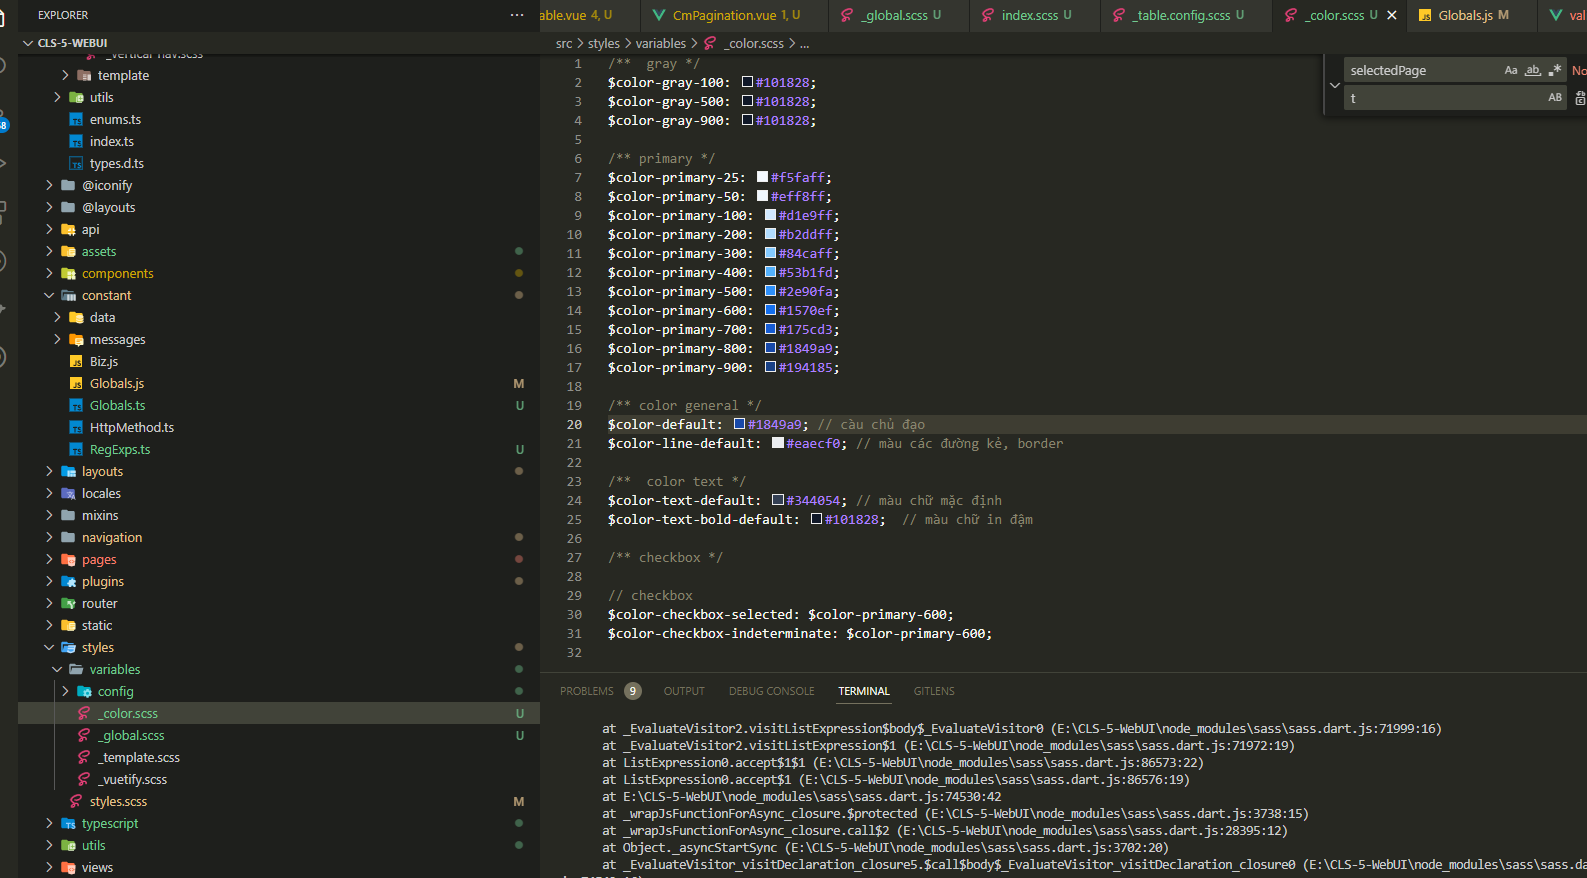 EXPLORER
...
CLS-5-WEBUI
_vertical-nav.scss
template
utils
enums.ts
index.ts
types.d.ts
@iconify
@layouts
api
assets
components
constant
data
messages
Biz.js
Globals.js M
Globals.ts U
HttpMethod.ts
RegExps.ts U
layouts
locales
mixins
navigation
pages
plugins
router
static
styles
variables
config
_color.scss U
_global.scss U
_template.scss
_vuetify.scss
styles.scss M
typescript
utils
views
able.vue 4, U CmPagination.vue 1, U _global.scss U index.scss U _table.config.scss U _color.scss U Globals.js M val
src > styles > variables > _color.scss > ...
selectedPage Aa ab No
t AB
1 /**  gray */
2 $color-gray-100: #101828;
3 $color-gray-500: #101828;
4 $color-gray-900: #101828;
5
6 /** primary */
7 $color-primary-25: #f5faff;
8 $color-primary-50: #eff8ff;
9 $color-primary-100: #d1e9ff;
10 $color-primary-200: #b2ddff;
11 $color-primary-300: #84caff;
12 $color-primary-400: #53b1fd;
13 $color-primary-500: #2e90fa;
14 $color-primary-600: #1570ef;
15 $color-primary-700: #175cd3;
16 $color-primary-800: #1849a9;
17 $color-primary-900: #194185;
18
19 /** color general */
20 $color-default: #1849a9; // càu chủ đạo
21 $color-line-default: #eaecf0; // màu các đường kẻ, border
22
23 /**  color text */
24 $color-text-default: #344054; // màu chữ mặc định
25 $color-text-bold-default: #101828;  // màu chữ in đậm
26
27 /** checkbox */
28
29 // checkbox
30 $color-checkbox-selected: $color-primary-600;
31 $color-checkbox-indeterminate: $color-primary-600;
32
PROBLEMS 9 OUTPUT DEBUG CONSOLE TERMINAL GITLENS
at _EvaluateVisitor2.visitListExpression$body$_EvaluateVisitor0 (E:\CLS-5-WebUI\node_modules\sass\sass.dart.js:71999:16)
at _EvaluateVisitor2.visitListExpression$1 (E:\CLS-5-WebUI\node_modules\sass\sass.dart.js:71972:19)
at ListExpression0.accept$1$1 (E:\CLS-5-WebUI\node_modules\sass\sass.dart.js:86573:22)
at ListExpression0.accept$1 (E:\CLS-5-WebUI\node_modules\sass\sass.dart.js:86576:19)
at E:\CLS-5-WebUI\node_modules\sass\sass.dart.js:74530:42
at _wrapJsFunctionForAsync_closure.$protected (E:\CLS-5-WebUI\node_modules\sass\sass.dart.js:3738:15)
at _wrapJsFunctionForAsync_closure.call$2 (E:\CLS-5-WebUI\node_modules\sass\sass.dart.js:28395:12)
at Object._asyncStartSync (E:\CLS-5-WebUI\node_modules\sass\sass.dart.js:3702:20)
at _EvaluateVisitor_visitDeclaration_closure5.$call$body$_EvaluateVisitor_visitDeclaration_closure0 (E:\CLS-5-WebUI\node_modules\sass\sass.da